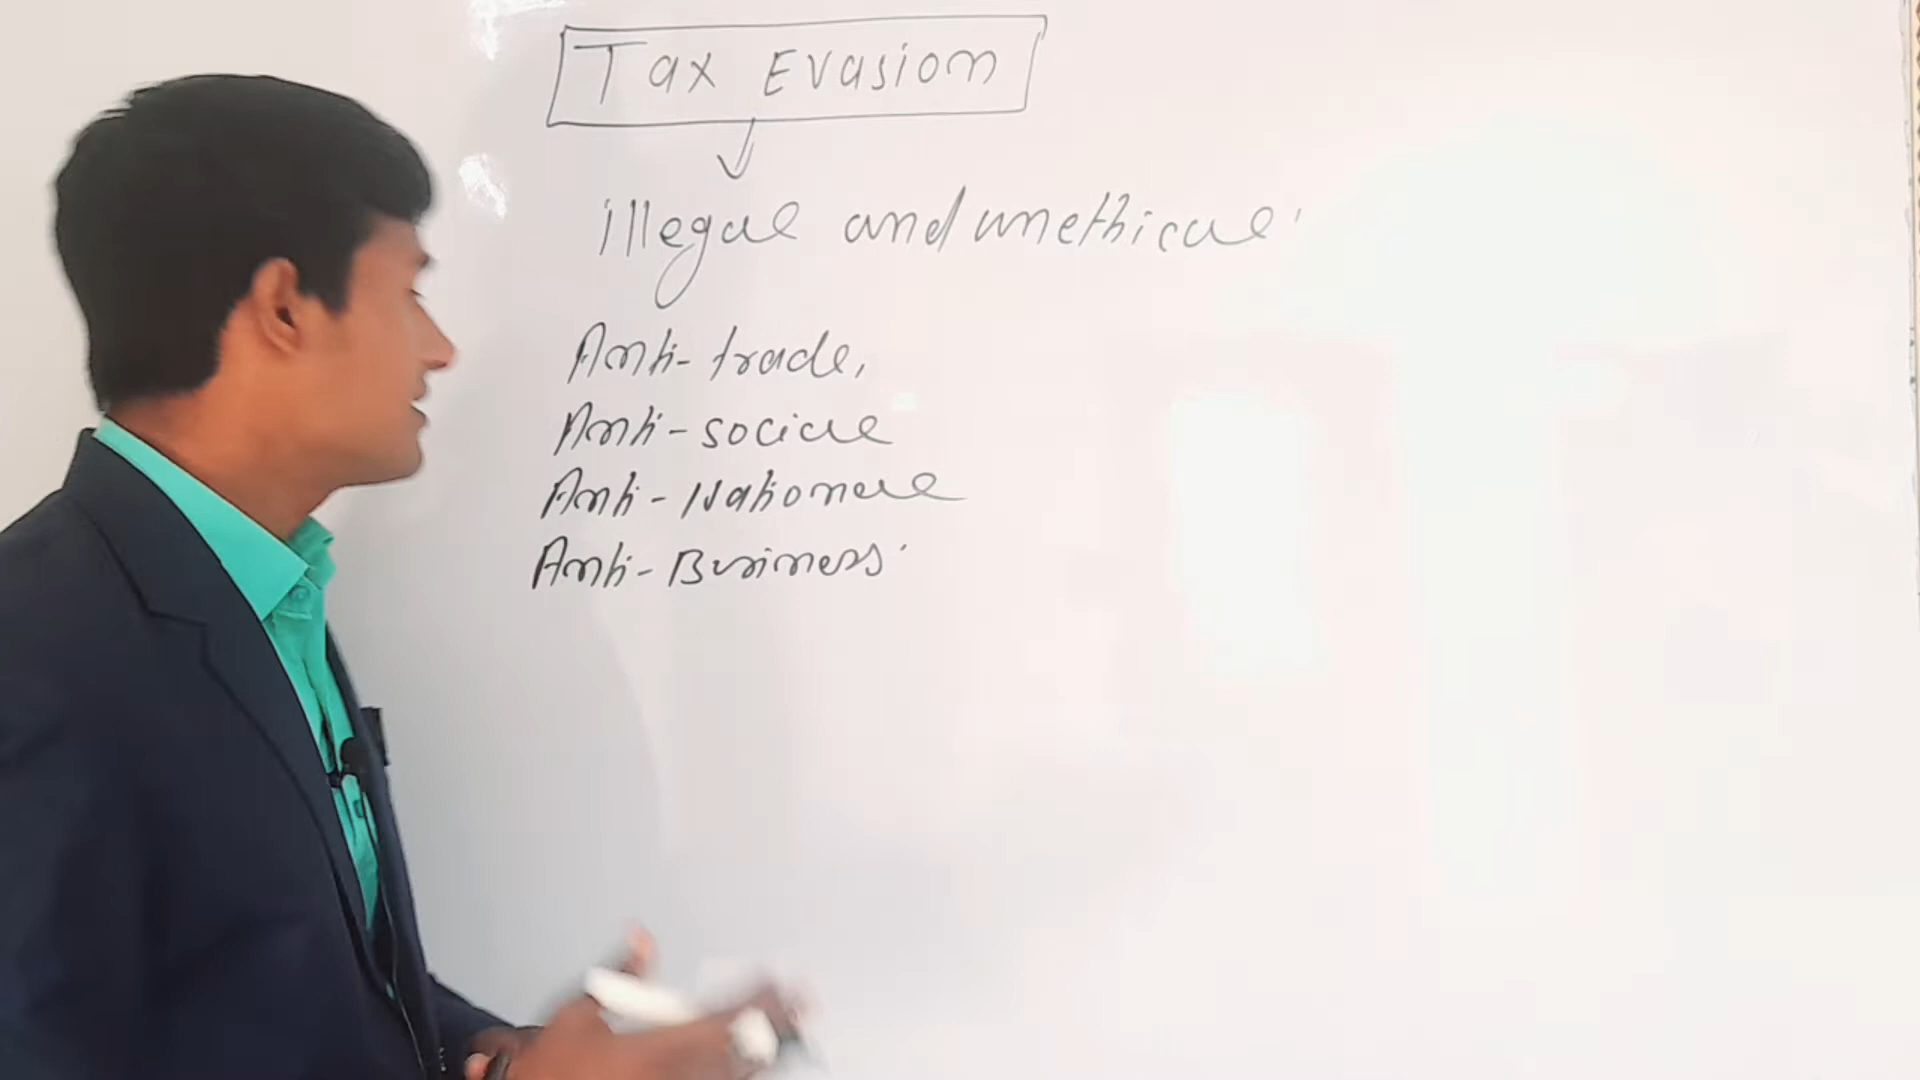 Tax Evasion
illegal and unethical.
Anti-trade,
Anti-social
Anti-National
Anti-Business.